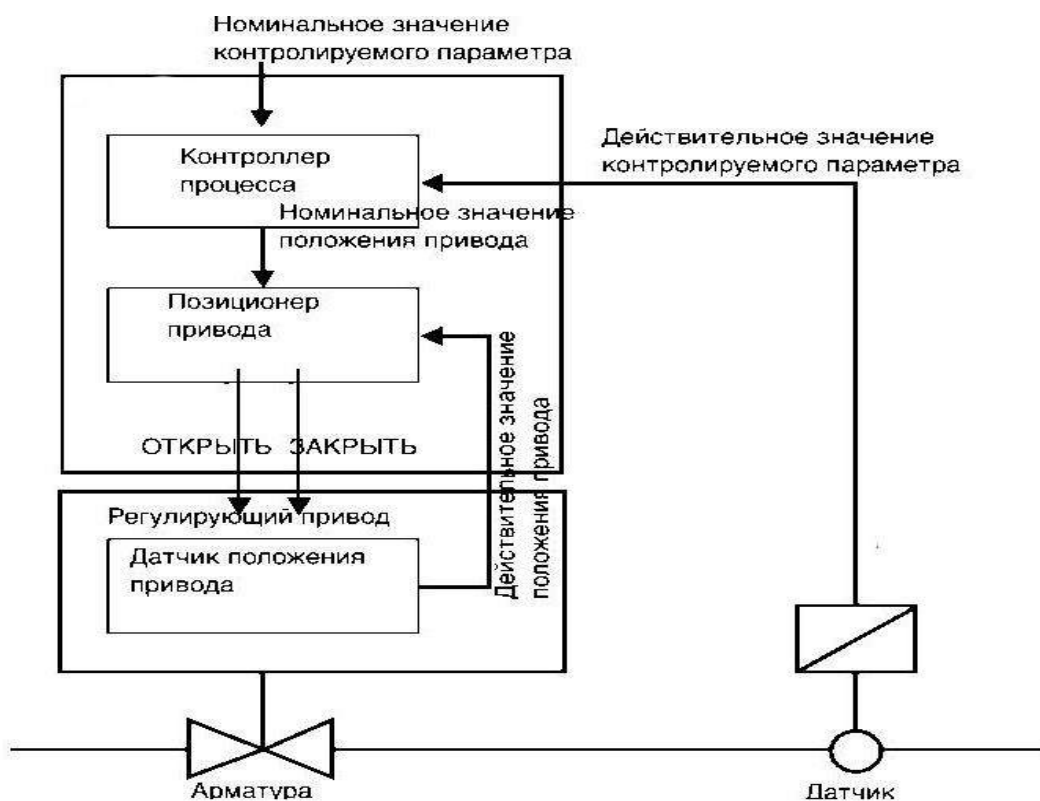 Номинальное значение
контролируемого параметра
Действительное значение
контролируемого параметра
Контроллер
процесса
Номинальное значение
положения привода
Позиционер
привода
Действительное значение
положения привода
ОТКРЫТЬ ЗАКРЫТЬ
Регулирующий привод
Датчик положения
привода
Арматура
Датчик